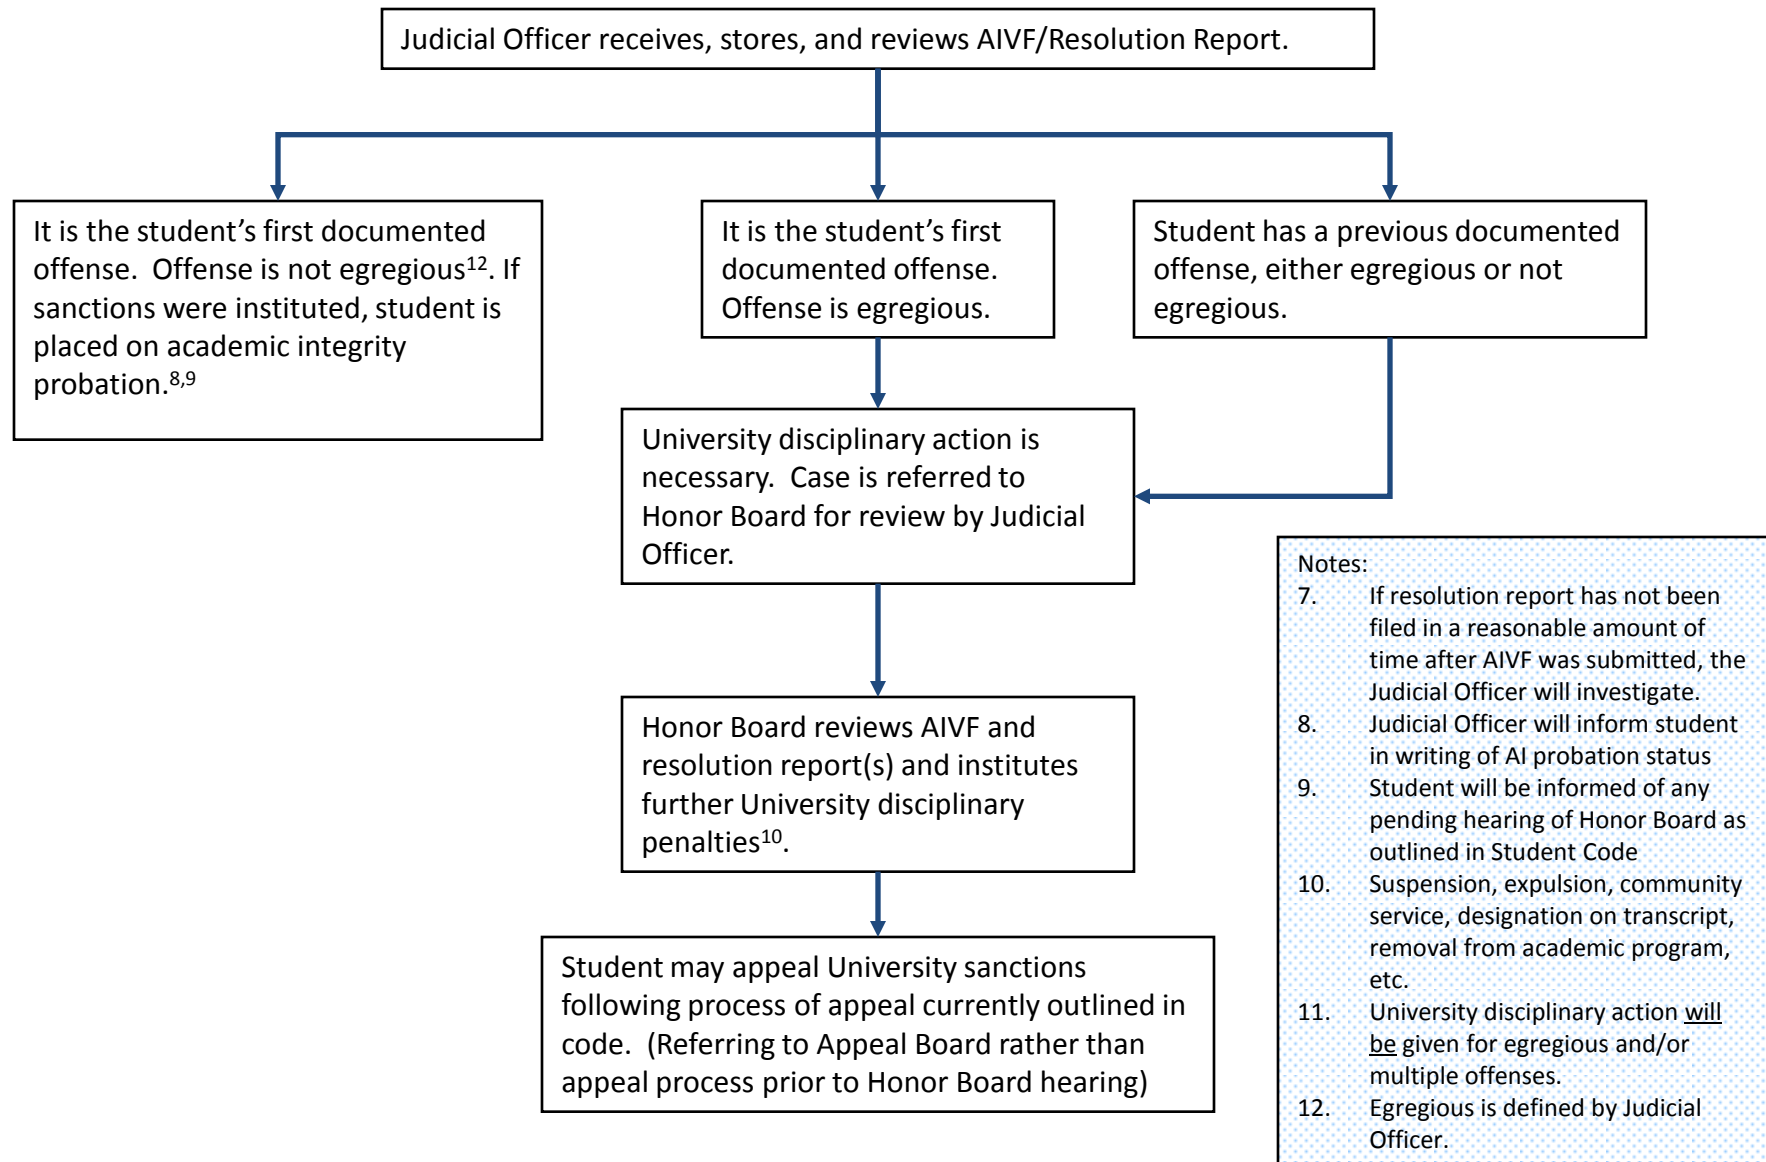 Judicial Officer receives, stores, and reviews AIVF/Resolution Report.
It is the student’s first documented
offense.  Offense is not egregious¹². If
sanctions were instituted, student is
placed on academic integrity
probation.⁸,⁹
It is the student’s first
documented offense.
Offense is egregious.
Student has a previous documented
offense, either egregious or not
egregious.
University disciplinary action is
necessary.  Case is referred to
Honor Board for review by Judicial
Officer.
Honor Board reviews AIVF and
resolution report(s) and institutes
further University disciplinary
penalties¹⁰.
Student may appeal University sanctions
following process of appeal currently outlined in
code.  (Referring to Appeal Board rather than
appeal process prior to Honor Board hearing)
Notes:
7. If resolution report has not been
filed in a reasonable amount of
time after AIVF was submitted, the
Judicial Officer will investigate.
8. Judicial Officer will inform student
in writing of AI probation status
9. Student will be informed of any
pending hearing of Honor Board as
outlined in Student Code
10. Suspension, expulsion, community
service, designation on transcript,
removal from academic program,
etc.
11. University disciplinary action will
be given for egregious and/or
multiple offenses.
12. Egregious is defined by Judicial
Officer.